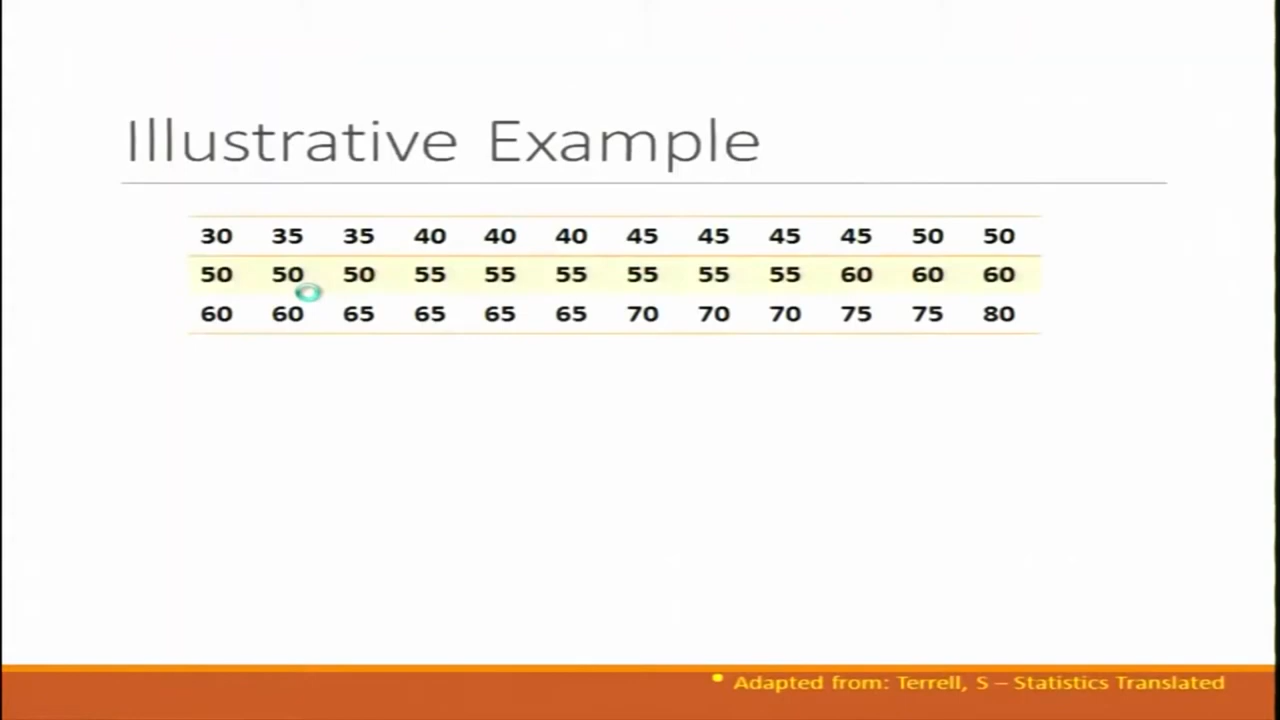 Illustrative Example
30 35 35 40 40 40 45 45 45 45 50 50
50 50 50 55 55 55 55 55 55 60 60 60
60 60 65 65 65 65 70 70 70 75 75 80
• Adapted from: Terrell, S – Statistics Translated